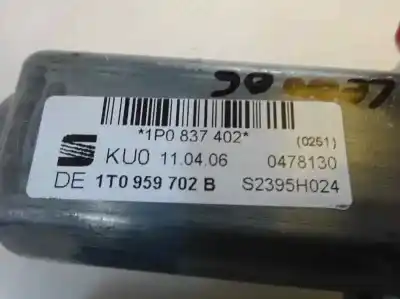 *1P0 837 402*
(0251)
KU0 11.04.06 0478130
DE 1T0 959 702 B S2395H024